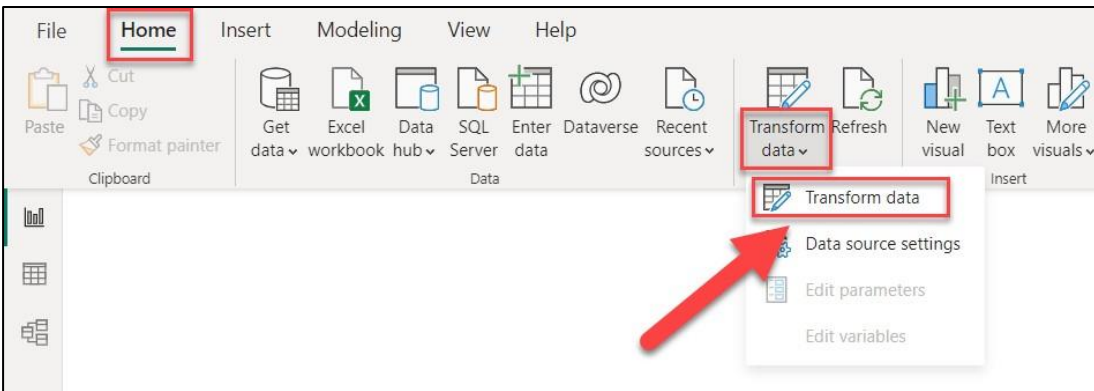 File Home Insert Modeling View Help
Paste
Cut
Copy
Format painter
Clipboard
Get
data
Excel
workbook
Data
hub
SQL
Server
Enter
data
Dataverse
Recent
sources
Data
Transform
data
Refresh
New
visual
Text
box
More
visuals
Insert
Transform data
Data source settings
Edit parameters
Edit variables